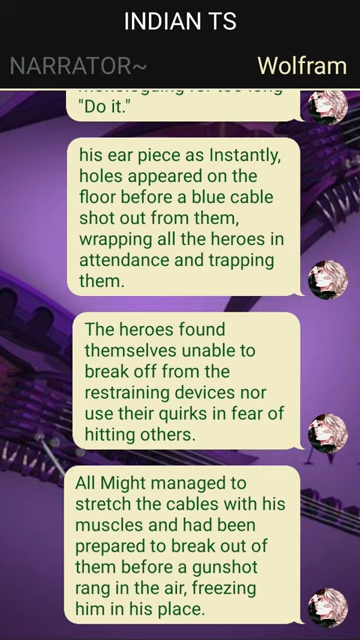 INDIAN TS
NARRATOR~
Wolfram
monologuing for too long
"Do it."
his ear piece as Instantly,
holes appeared on the
floor before a blue cable
shot out from them,
wrapping all the heroes in
attendance and trapping
them.
The heroes found
themselves unable to
break off from the
restraining devices nor
use their quirks in fear of
hitting others.
All Might managed to
stretch the cables with his
muscles and had been
prepared to break out of
them before a gunshot
rang in the air, freezing
him in his place.